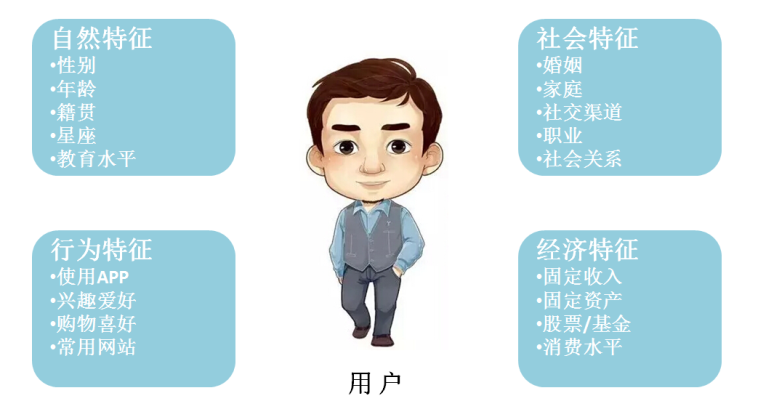 自然特征
•性别
•年龄
•籍贯
•星座
•教育水平
社会特征
•婚姻
•家庭
•社交渠道
•职业
•社会关系
行为特征
•使用APP
•兴趣爱好
•购物喜好
•常用网站
经济特征
•固定收入
•固定资产
•股票/基金
•消费水平
用 户